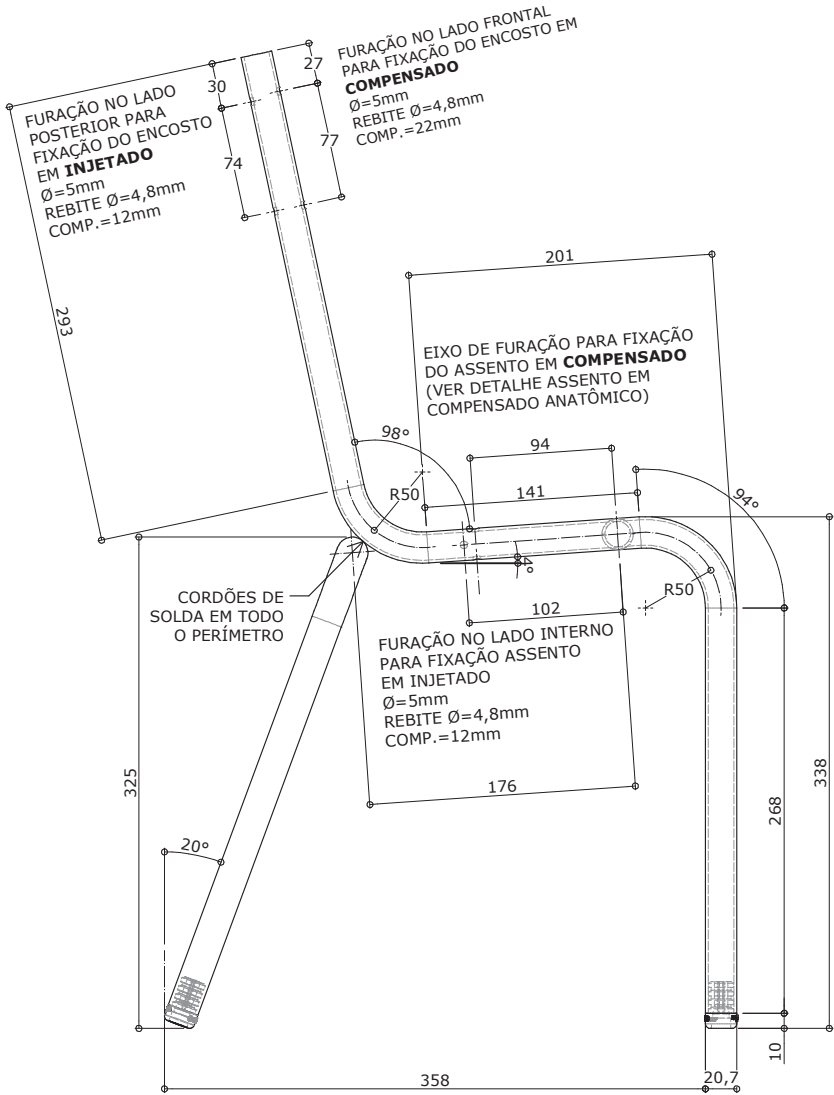 FURAÇÃO NO LADO FRONTAL
PARA FIXAÇÃO DO ENCOSTO EM
COMPENSADO
Ø=5mm
REBITE Ø=4,8mm
COMP.=22mm
27
30
77
74
FURAÇÃO NO LADO
POSTERIOR PARA
FIXAÇÃO DO ENCOSTO
EM INJETADO
Ø=5mm
REBITE Ø=4,8mm
COMP.=12mm
293
201
EIXO DE FURAÇÃO PARA FIXAÇÃO
DO ASSENTO EM COMPENSADO
(VER DETALHE ASSENTO EM
COMPENSADO ANATÔMICO)
98°
94
R50
141
94°
4°
R50
102
CORDÕES DE
SOLDA EM TODO
O PERÍMETRO
FURAÇÃO NO LADO INTERNO
PARA FIXAÇÃO ASSENTO
EM INJETADO
Ø=5mm
REBITE Ø=4,8mm
COMP.=12mm
176
325
338
268
20°
10
358
20,7